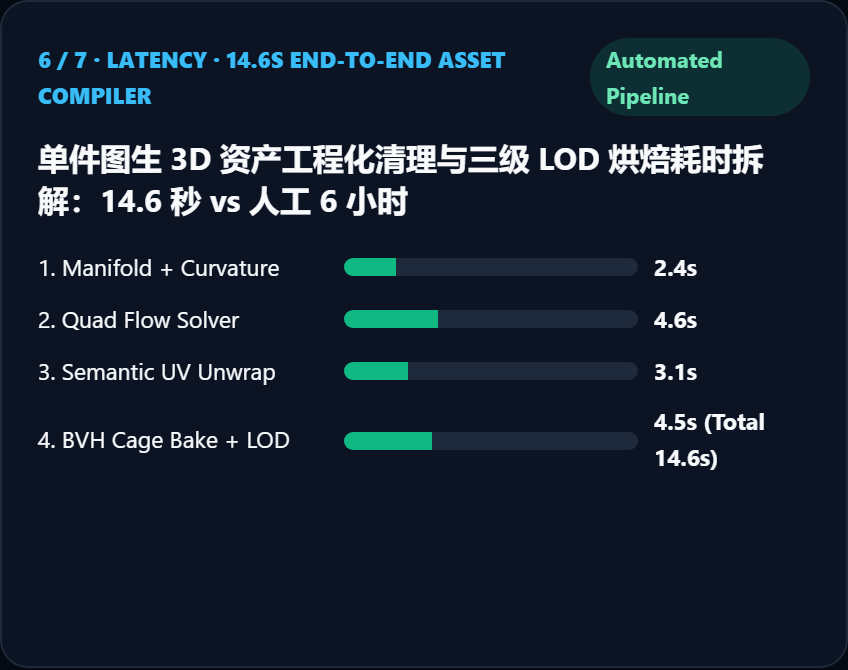 6 / 7 · LATENCY · 14.6S END-TO-END ASSET
COMPILER
Automated
Pipeline
单件图生 3D 资产工程化清理与三级 LOD 烘焙耗时拆
解：14.6 秒 vs 人工 6 小时
1. Manifold + Curvature
2.4s
2. Quad Flow Solver
4.6s
3. Semantic UV Unwrap
3.1s
4. BVH Cage Bake + LOD
4.5s (Total
14.6s)